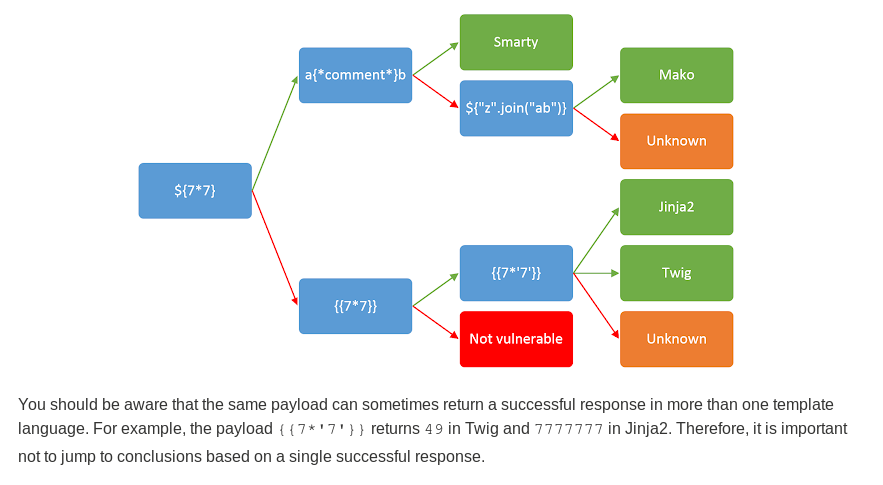 Smarty
a{*comment*}b
Mako
${"z".join("ab")}
Unknown
${7*7}
Jinja2
{{7*'7'}}
Twig
{{7*7}}
Not vulnerable
Unknown
You should be aware that the same payload can sometimes return a successful response in more than one template
language. For example, the payload {{7*'7'}} returns 49 in Twig and 7777777 in Jinja2. Therefore, it is important
not to jump to conclusions based on a single successful response.